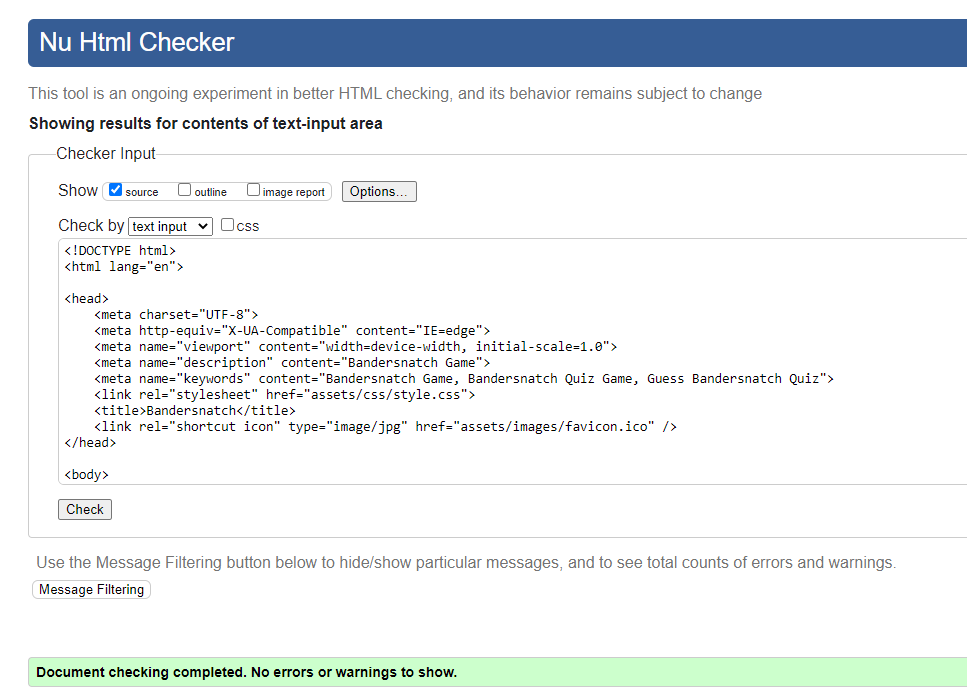 Nu Html Checker
This tool is an ongoing experiment in better HTML checking, and its behavior remains subject to change
Showing results for contents of text-input area
Checker Input
Show source outline image report Options...
Check by text input css
<!DOCTYPE html>
<html lang="en">
<head>
<meta charset="UTF-8">
<meta http-equiv="X-UA-Compatible" content="IE=edge">
<meta name="viewport" content="width=device-width, initial-scale=1.0">
<meta name="description" content="Bandersnatch Game">
<meta name="keywords" content="Bandersnatch Game, Bandersnatch Quiz Game, Guess Bandersnatch Quiz">
<link rel="stylesheet" href="assets/css/style.css">
<title>Bandersnatch</title>
<link rel="shortcut icon" type="image/jpg" href="assets/images/favicon.ico" />
</head>
<body>
Check
Use the Message Filtering button below to hide/show particular messages, and to see total counts of errors and warnings.
Message Filtering
Document checking completed. No errors or warnings to show.